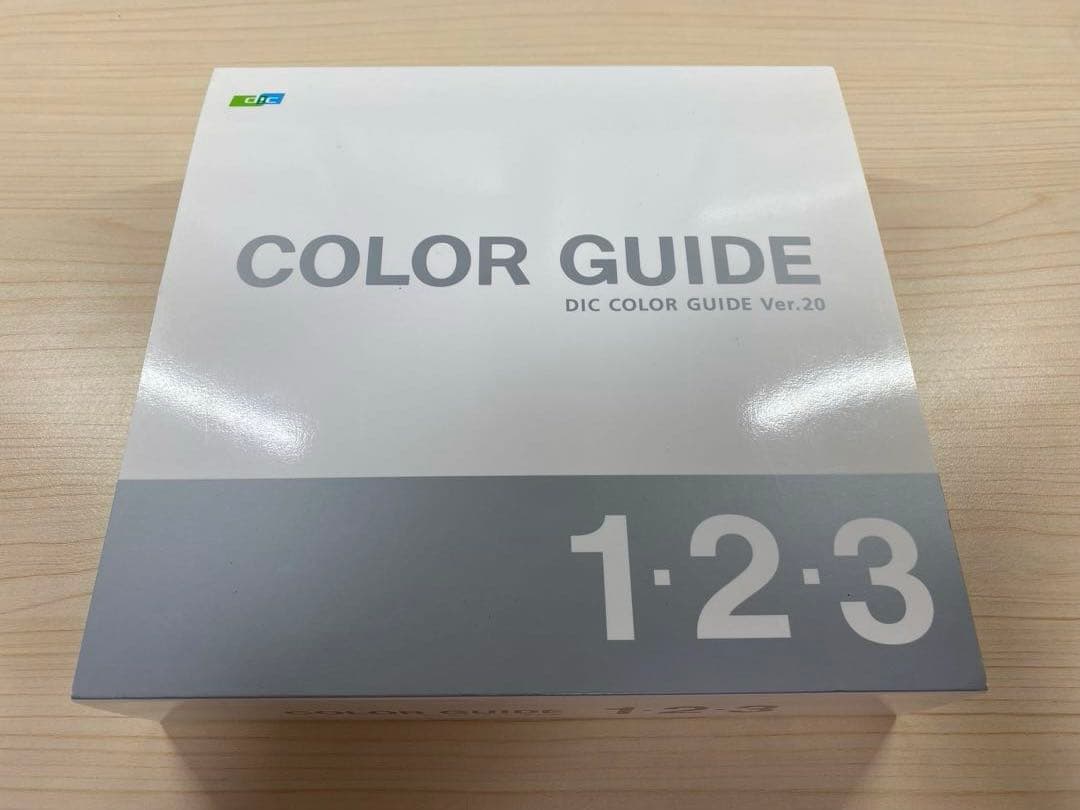 dic
COLOR GUIDE
DIC COLOR GUIDE Ver.20
1·2·3
COLOR GUIDE 1·2·3